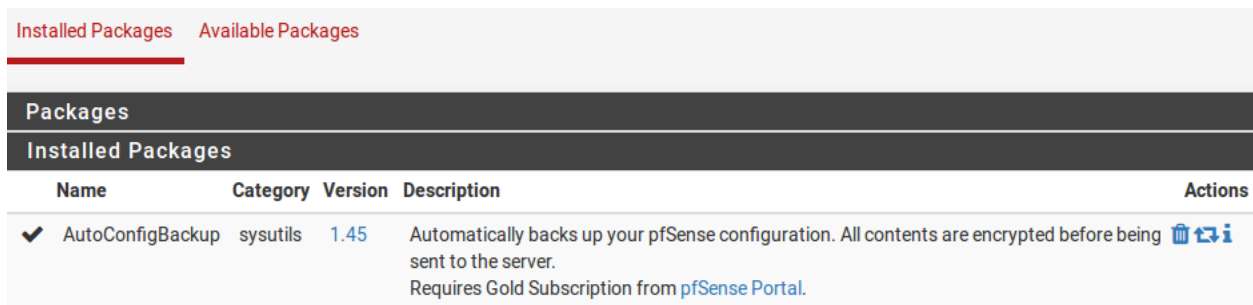 Installed Packages Available Packages
Packages
Installed Packages
Name Category Version Description Actions
AutoConfigBackup sysutils 1.45 Automatically backs up your pfSense configuration. All contents are encrypted before being
sent to the server.
Requires Gold Subscription from pfSense Portal.